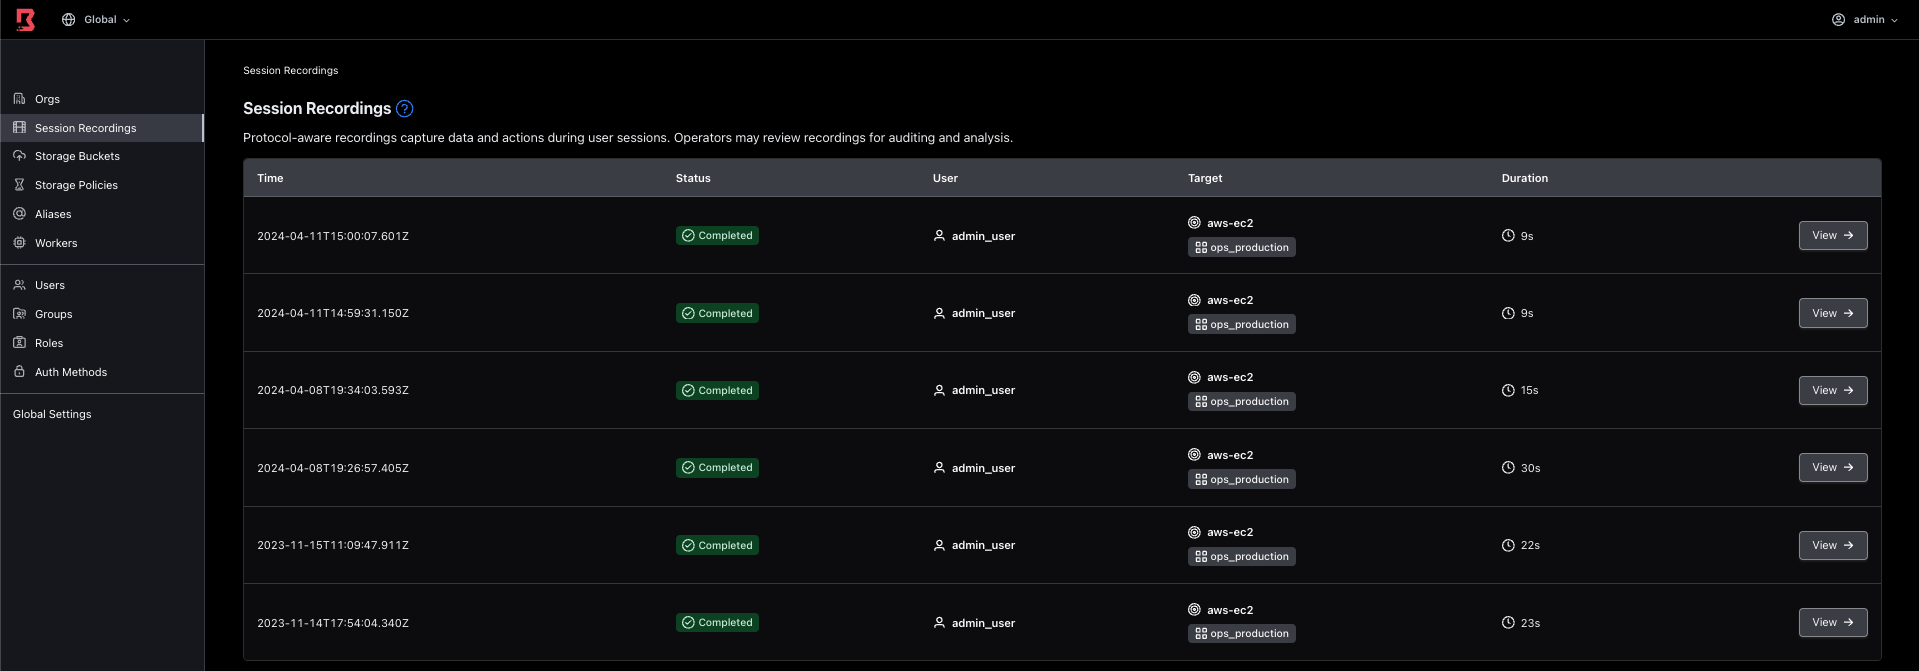 Global
admin
Orgs
Session Recordings
Storage Buckets
Storage Policies
Aliases
Workers
Users
Groups
Roles
Auth Methods
Global Settings
Session Recordings
Session Recordings
Protocol-aware recordings capture data and actions during user sessions. Operators may review recordings for auditing and analysis.
Time Status User Target Duration
2024-04-11T15:00:07.601Z Completed admin_user aws-ec2 ops_production 9s View
2024-04-11T14:59:31.150Z Completed admin_user aws-ec2 ops_production 9s View
2024-04-08T19:34:03.593Z Completed admin_user aws-ec2 ops_production 15s View
2024-04-08T19:26:57.405Z Completed admin_user aws-ec2 ops_production 30s View
2023-11-15T11:09:47.911Z Completed admin_user aws-ec2 ops_production 22s View
2023-11-14T17:54:04.340Z Completed admin_user aws-ec2 ops_production 23s View